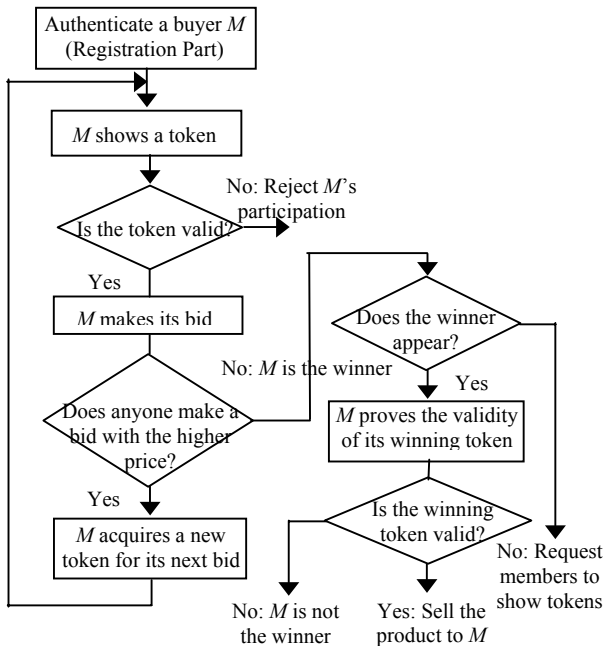 Authenticate a buyer M
(Registration Part)
M shows a token
Is the token valid?
No: Reject M's
participation
Yes
M makes its bid
Does anyone make a
bid with the higher
price?
No: M is the winner
Yes
M acquires a new
token for its next bid
Does the winner
appear?
Yes
M proves the validity
of its winning token
Is the winning
token valid?
No: Request
members to
show tokens
No: M is not
the winner
Yes: Sell the
product to M